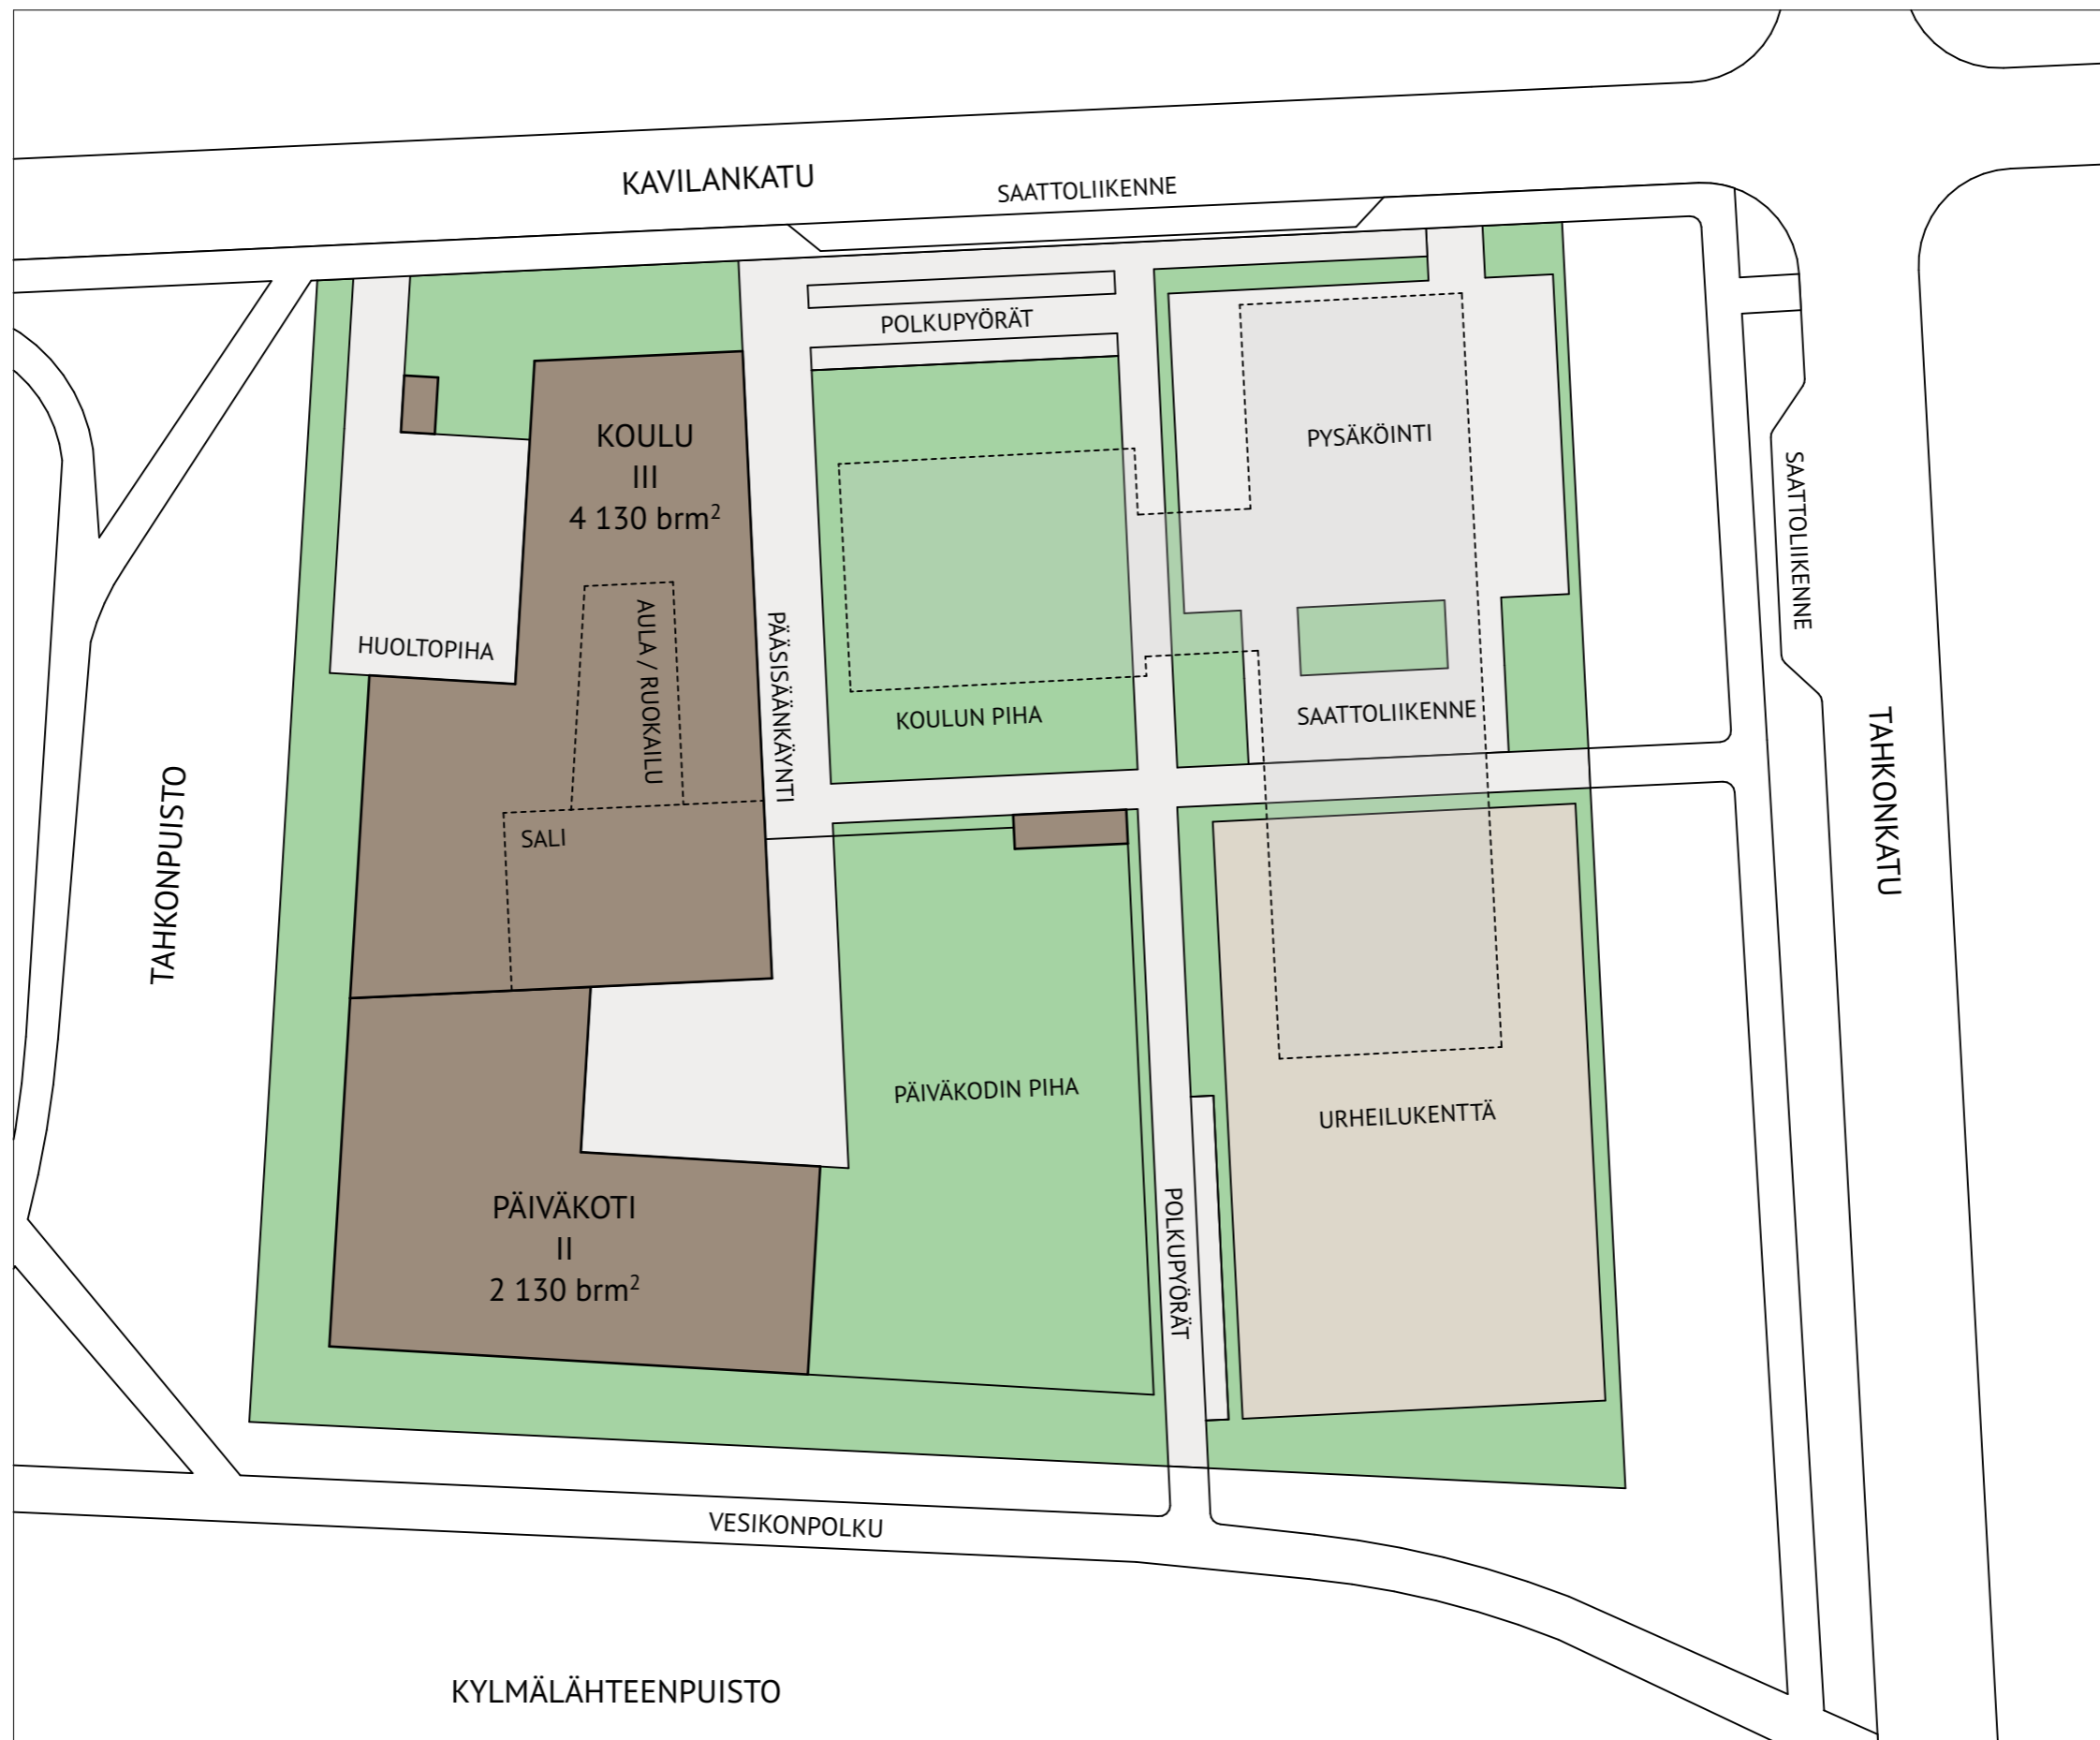 KAVILANKATU
SAATTOLIIKENNE
POLKUPYÖRÄT
KOULU
III
4 130 brm²
PYSÄKÖINTI
SAATTOLIIKENNE
HUOLTOPIHA
AULA / RUOKAILU
PÄÄSISÄÄNKÄYNTI
KOULUN PIHA
SAATTOLIIKENNE
TAHKONKATU
TAHKONPUISTO
SALI
PÄIVÄKODIN PIHA
URHEILUKENTTÄ
PÄIVÄKOTI
II
2 130 brm²
POLKUPYÖRÄT
VESIKONPOLKU
KYLMÄLÄHTEENPUISTO